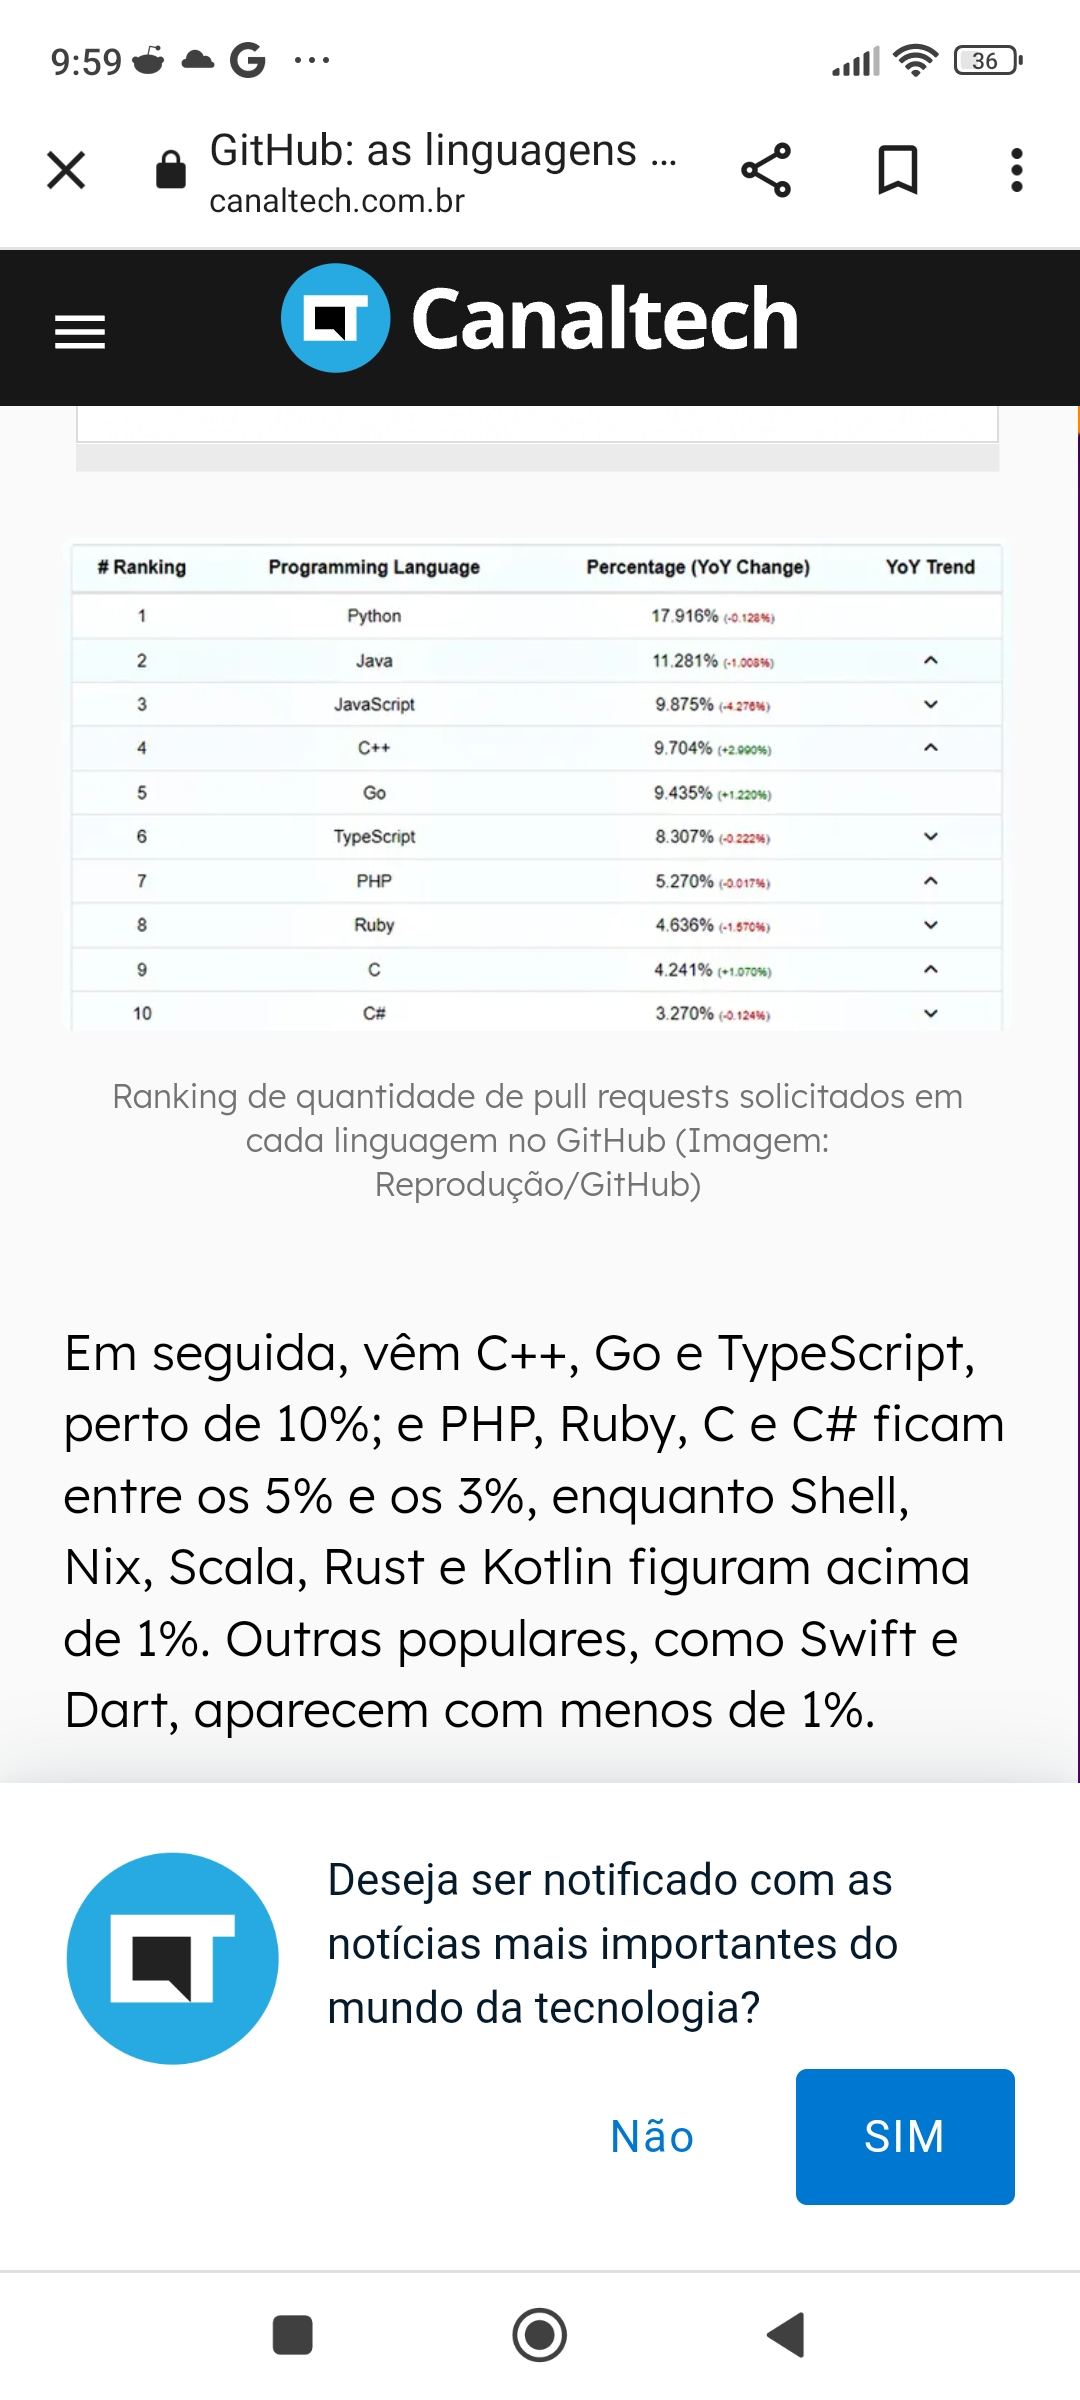 9:59
36
GitHub: as linguagens ...
canaltech.com.br
Canaltech
# Ranking Programming Language Percentage (YoY Change) YoY Trend
1 Python 17.916% (-0.128%)
2 Java 11.281% (-1.008%)
3 JavaScript 9.875% (-4.276%)
4 C++ 9.704% (+2.990%)
5 Go 9.435% (+1.220%)
6 TypeScript 8.307% (-0.222%)
7 PHP 5.270% (-0.017%)
8 Ruby 4.636% (-1.570%)
9 C 4.241% (+1.070%)
10 C# 3.270% (-0.124%)
Ranking de quantidade de pull requests solicitados em
cada linguagem no GitHub (Imagem:
Reprodução/GitHub)
Em seguida, vêm C++, Go e TypeScript,
perto de 10%; e PHP, Ruby, C e C# ficam
entre os 5% e os 3%, enquanto Shell,
Nix, Scala, Rust e Kotlin figuram acima
de 1%. Outras populares, como Swift e
Dart, aparecem com menos de 1%.
Deseja ser notificado com as
notícias mais importantes do
mundo da tecnologia?
Não SIM